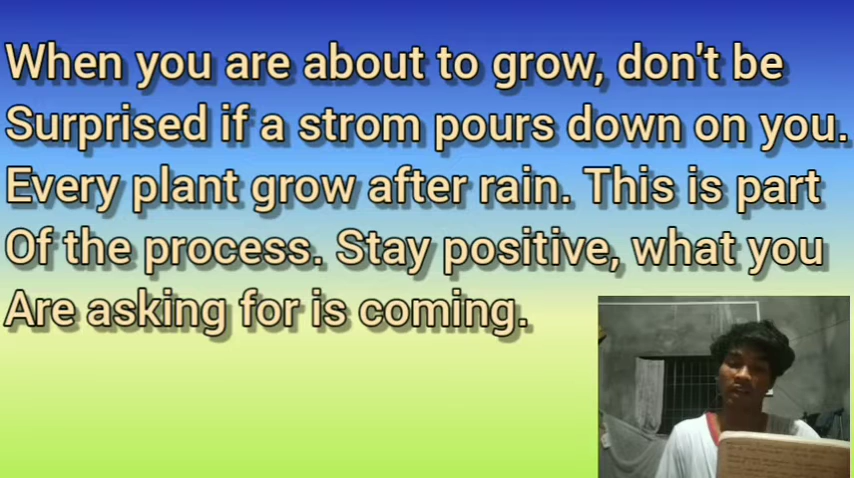 When you are about to grow, don't be
Surprised if a strom pours down on you.
Every plant grow after rain. This is part
Of the process. Stay positive, what you
Are asking for is coming.